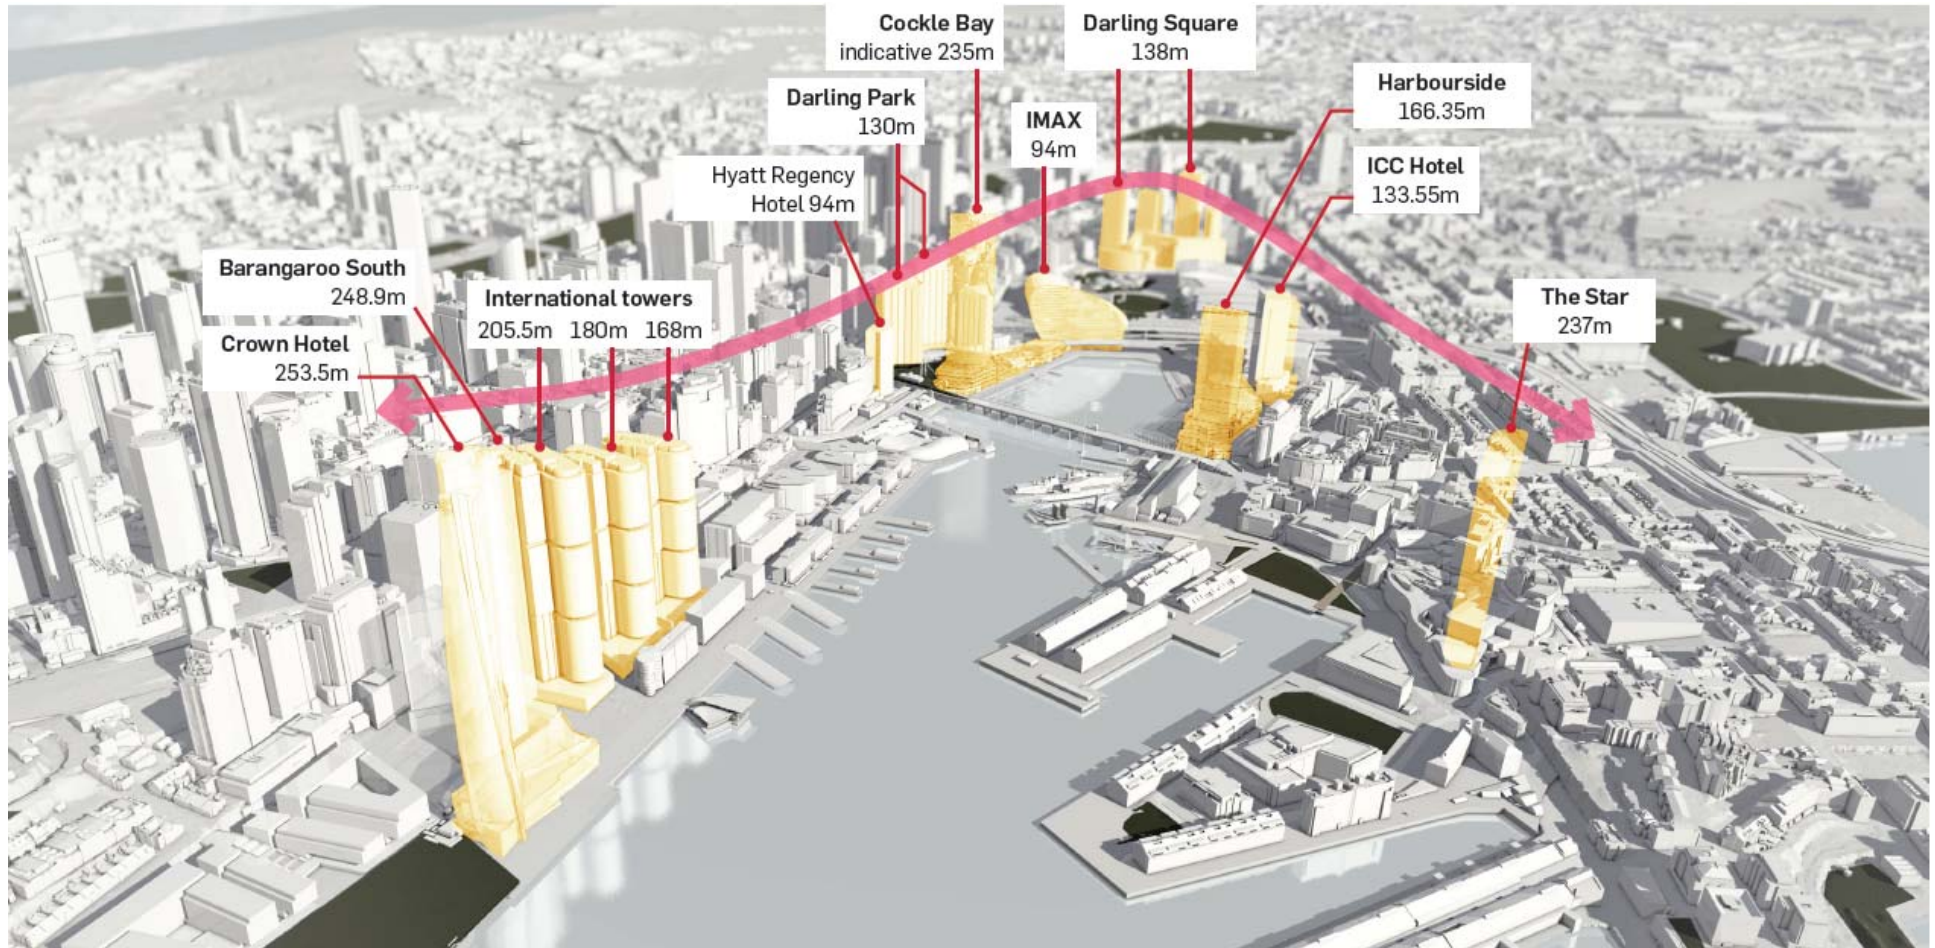 Cockle Bay
indicative 235m
Darling Square
138m
Darling Park
130m
IMAX
94m
Harbourside
166.35m
Hyatt Regency
Hotel 94m
ICC Hotel
133.55m
Barangaroo South
248.9m
International towers
205.5m 180m 168m
The Star
237m
Crown Hotel
253.5m